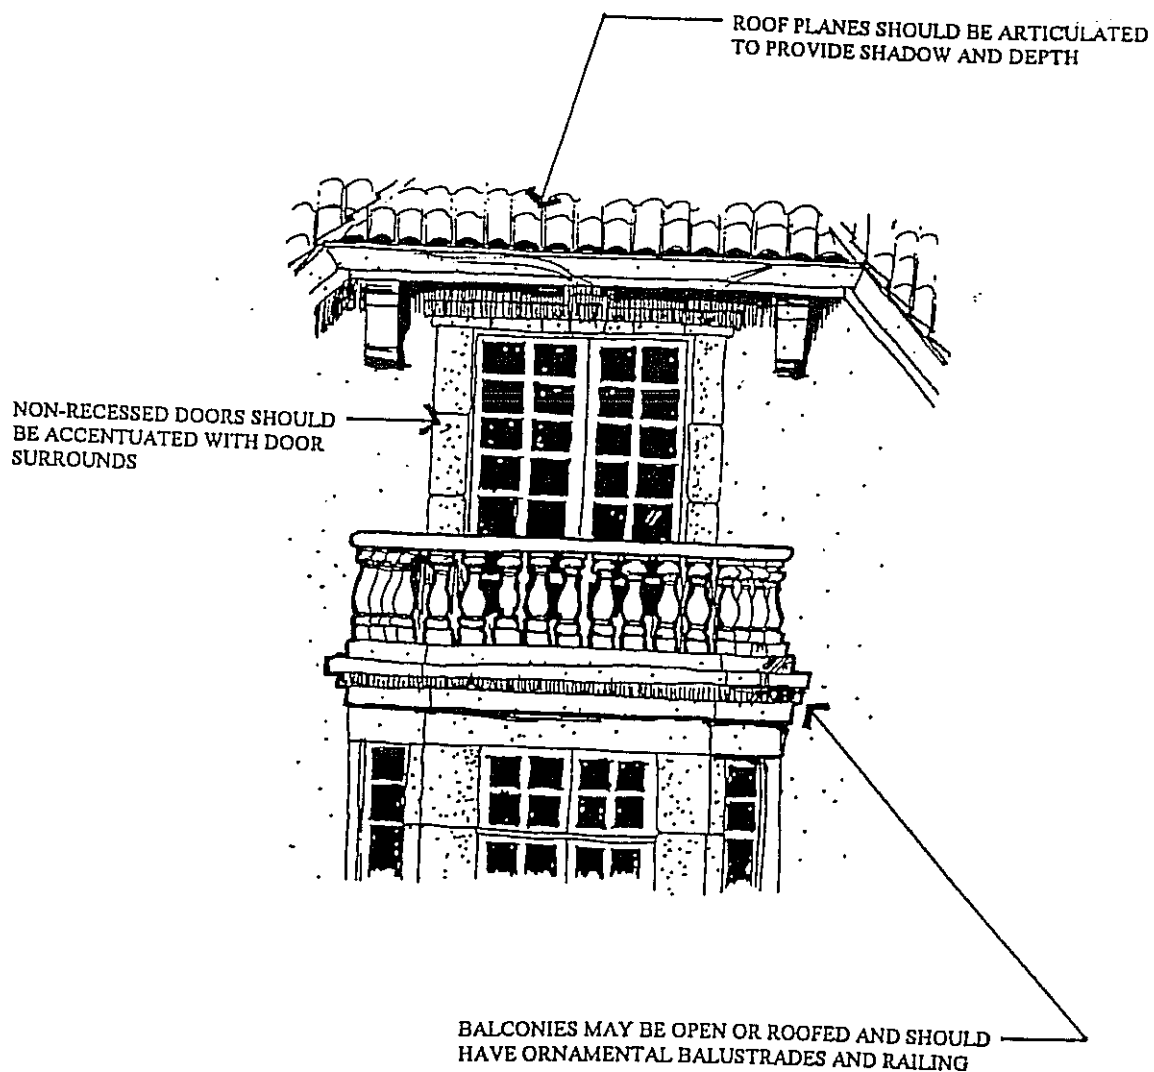 ROOF PLANES SHOULD BE ARTICULATED
TO PROVIDE SHADOW AND DEPTH
NON-RECESSED DOORS SHOULD
BE ACCENTUATED WITH DOOR
SURROUNDS
BALCONIES MAY BE OPEN OR ROOFED AND SHOULD
HAVE ORNAMENTAL BALUSTRADES AND RAILING